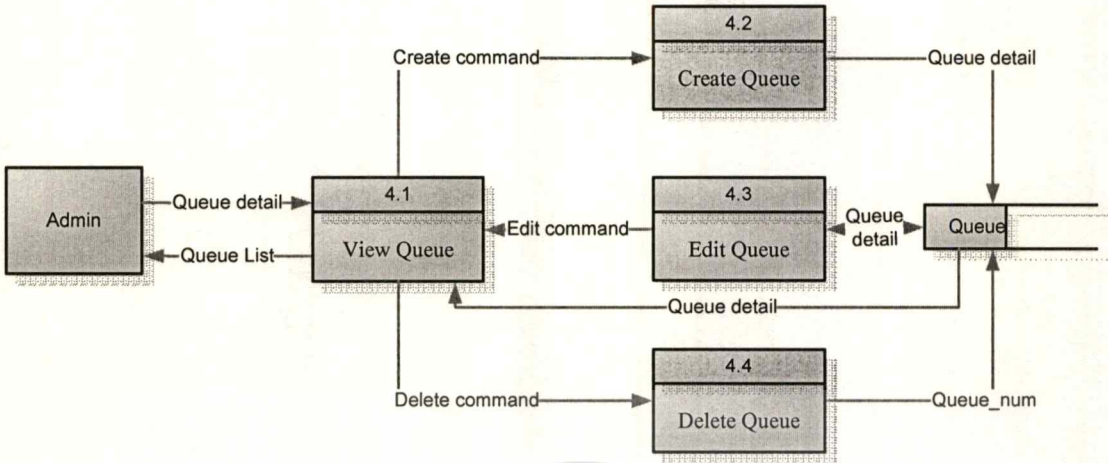 4.2
Create command
Create Queue
Queue detail
Admin
Queue detail
Queue List
4.1
View Queue
Edit command
4.3
Edit Queue
Queue
detail
Queue
Queue detail
4.4
Delete command
Delete Queue
Queue_num